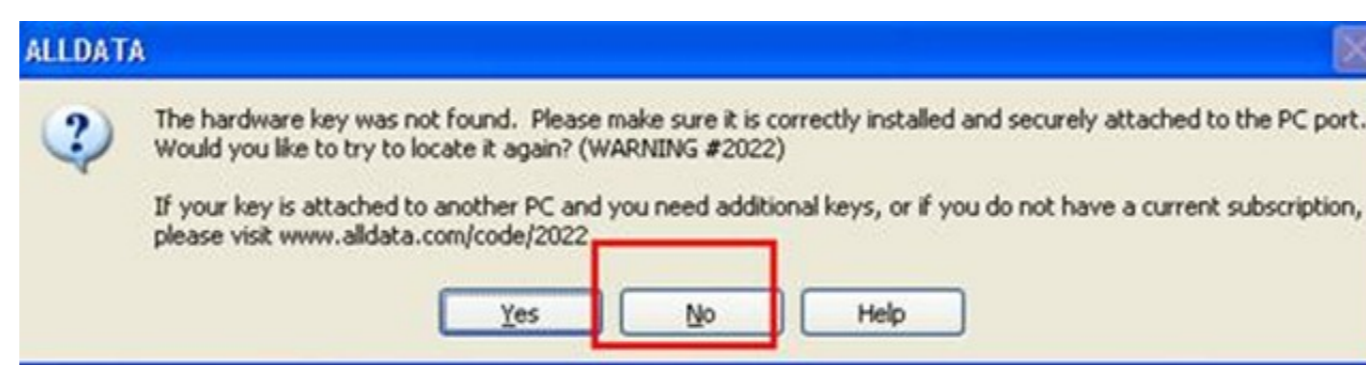 ALLDATA
The hardware key was not found. Please make sure it is correctly installed and securely attached to the PC port.
Would you like to try to locate it again? (WARNING #2022)
If your key is attached to another PC and you need additional keys, or if you do not have a current subscription,
please visit www.alldata.com/code/2022
Yes No Help